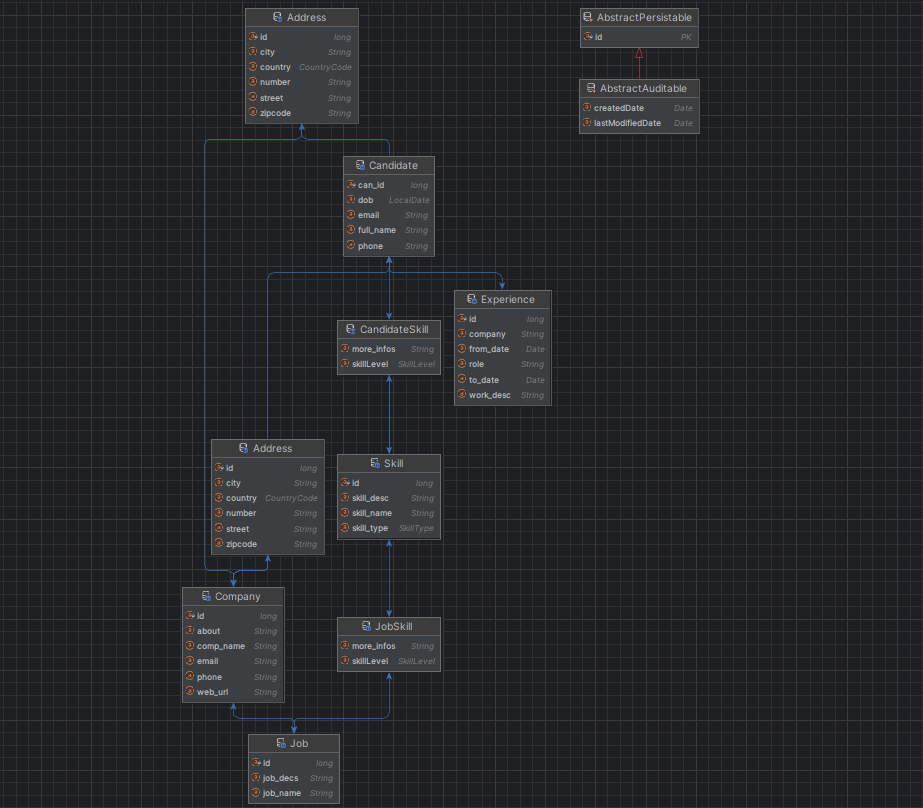 Address
id long
city String
country CountryCode
number String
street String
zipcode String
AbstractPersistable
id PK
AbstractAuditable
createdDate Date
lastModifiedDate Date
Candidate
can_id long
dob LocalDate
email String
full_name String
phone String
Experience
id long
company String
from_date Date
role String
to_date Date
work_desc String
CandidateSkill
more_infos String
skillLevel SkillLevel
Address
id long
city String
country CountryCode
number String
street String
zipcode String
Skill
id long
skill_desc String
skill_name String
skill_type SkillType
Company
id long
about String
comp_name String
email String
phone String
web_url String
JobSkill
more_infos String
skillLevel SkillLevel
Job
id long
job_decs String
job_name String